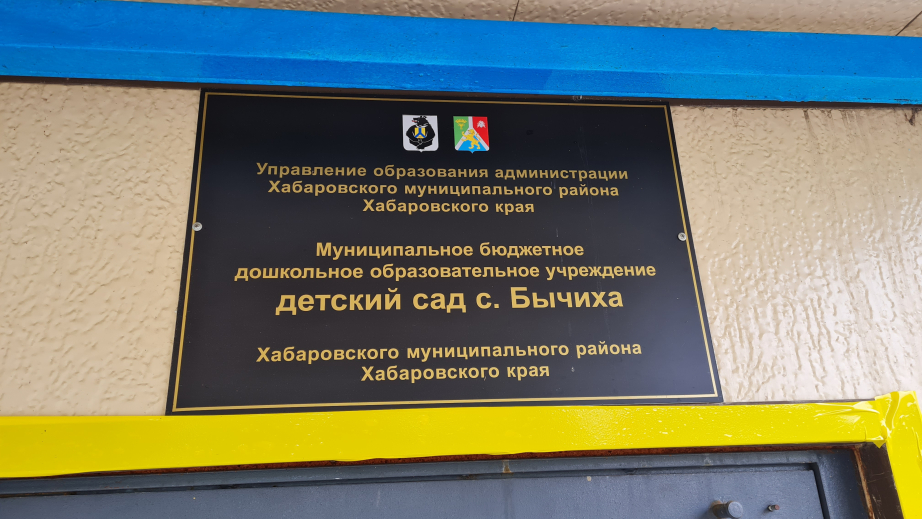 Управление образования администрации
Хабаровского муниципального района
Хабаровского края
Муниципальное бюджетное
дошкольное образовательное учреждение
детский сад с. Бычиха
Хабаровского муниципального района
Хабаровского края